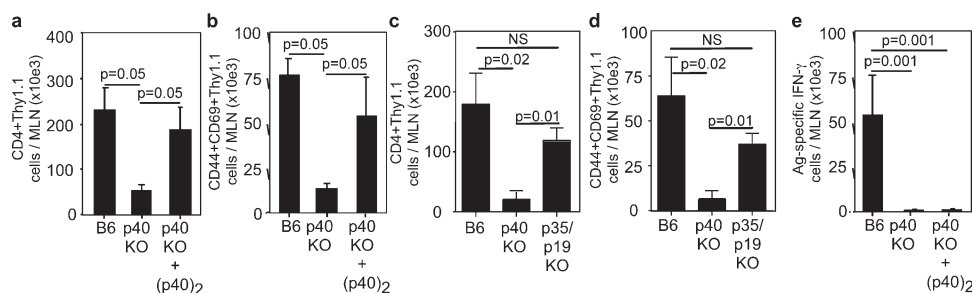 a
CD4+Thy1.1
cells / MLN (x10e3)
400
300
200
100
0
p=0.05
p=0.05
B6
p40
KO
p40
KO
+
(p40)2
b
CD44+CD69+Thy1.1
cells / MLN (x10e3)
100
75
50
25
0
p=0.05
p=0.05
B6
p40
KO
p40
KO
+
(p40)2
c
CD4+Thy1.1
cells / MLN (x10e3)
300
200
100
0
NS
p=0.02
p=0.01
B6
p40
KO
p35/
p19
KO
d
CD44+CD69+Thy1.1
cells / MLN (x10e3)
100
75
50
25
0
NS
p=0.02
p=0.01
B6
p40
KO
p35/
p19
KO
e
Ag-specific IFN-γ
cells / MLN (x10e3)
100
75
50
25
0
p=0.001
p=0.001
B6
p40
KO
p40
KO
+
(p40)2